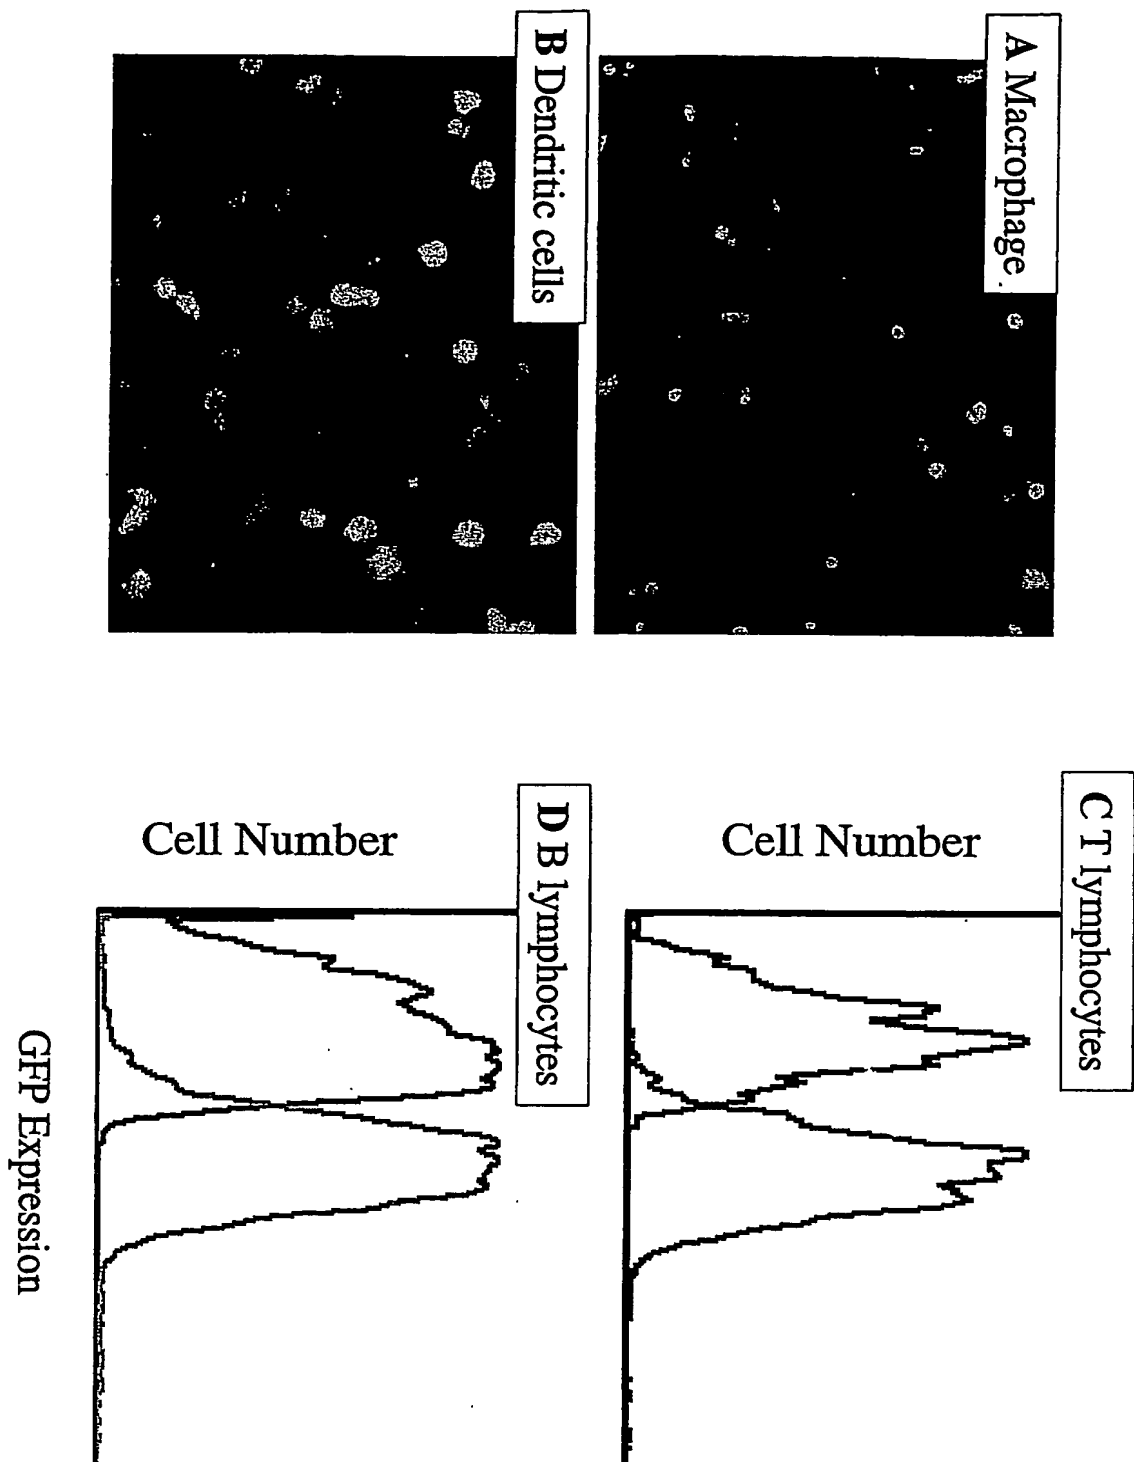 A Macrophage
B Dendritic cells
C T lymphocytes
Cell Number
D B lymphocytes
Cell Number
GFP Expression